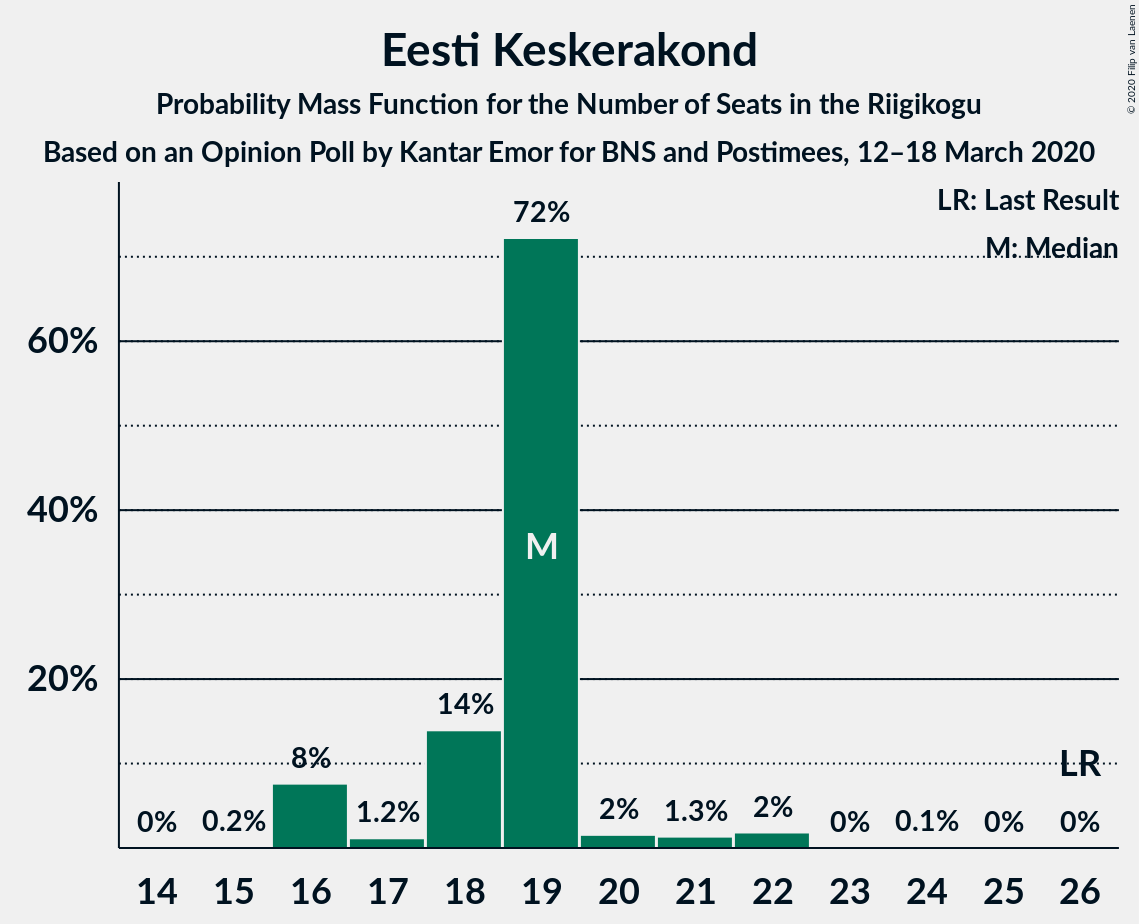 © 2020 Filip van Laenen
Eesti Keskerakond
Probability Mass Function for the Number of Seats in the Riigikogu
Based on an Opinion Poll by Kantar Emor for BNS and Postimees, 12–18 March 2020
LR: Last Result
M: Median
72%
60%
40%
M
20%
14%
8%
LR
0% 0.2% 1.2% 2% 1.3% 2% 0% 0.1% 0% 0%
14 15 16 17 18 19 20 21 22 23 24 25 26